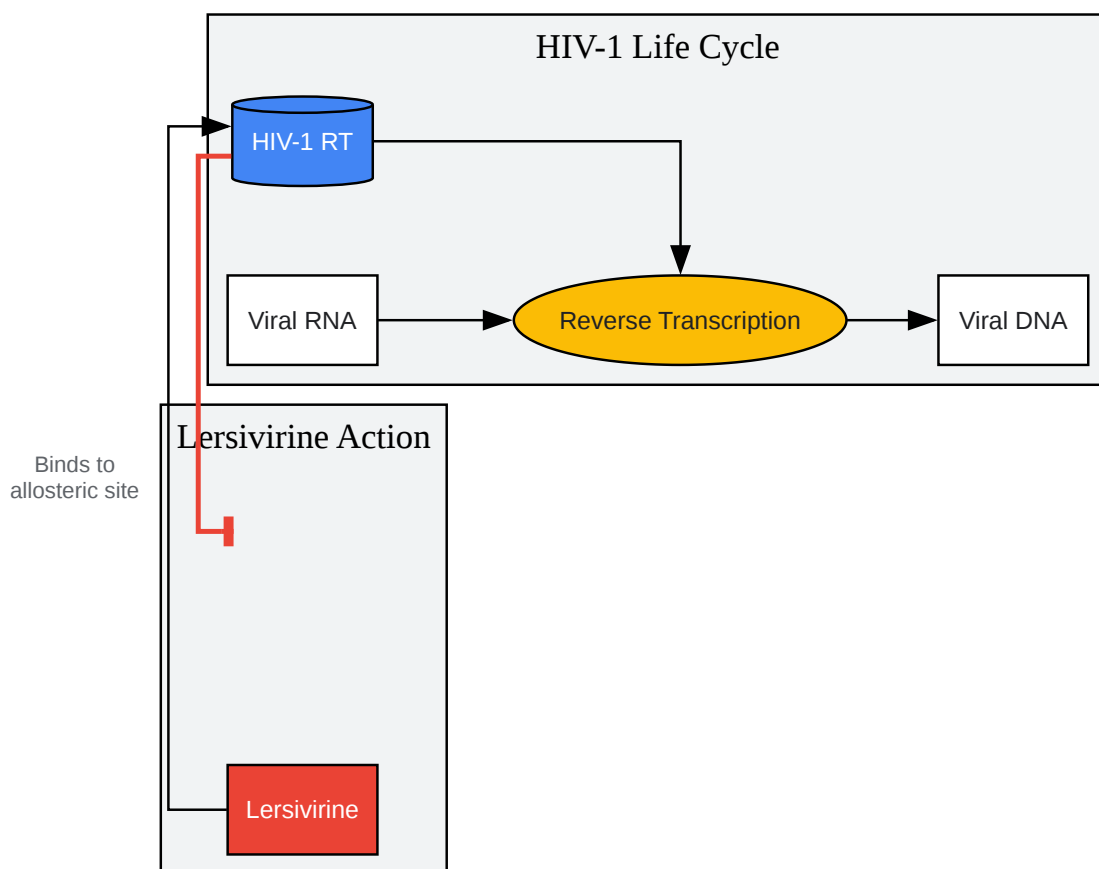 HIV-1 Life Cycle
HIV-1 RT
Viral RNA
Reverse Transcription
Viral DNA
Lersivirine Action
Binds to
allosteric site
Lersivirine